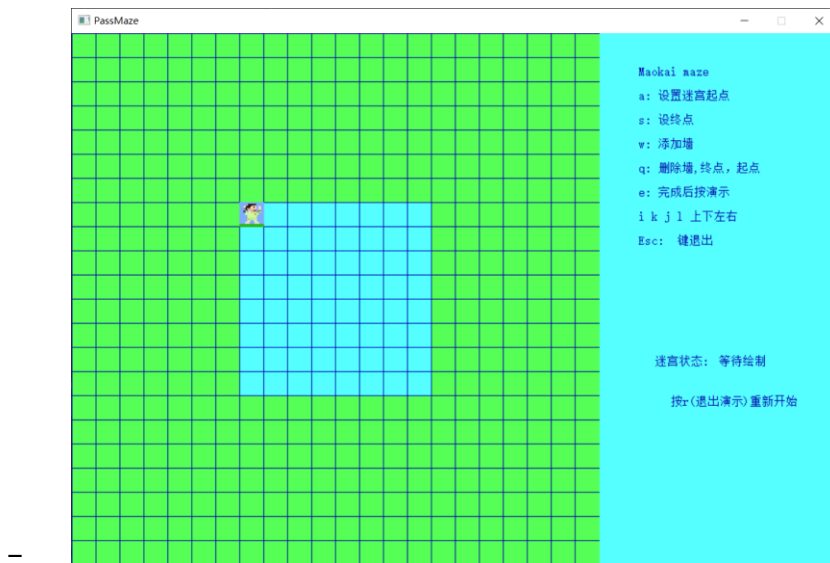 PassMaze
Maokai maze
a: 设置迷宫起点
s: 设终点
w: 添加墙
q: 删除墙,终点，起点
e: 完成后按演示
i k j l 上下左右
Esc: 键退出
迷宫状态: 等待绘制
按r(退出演示)重新开始